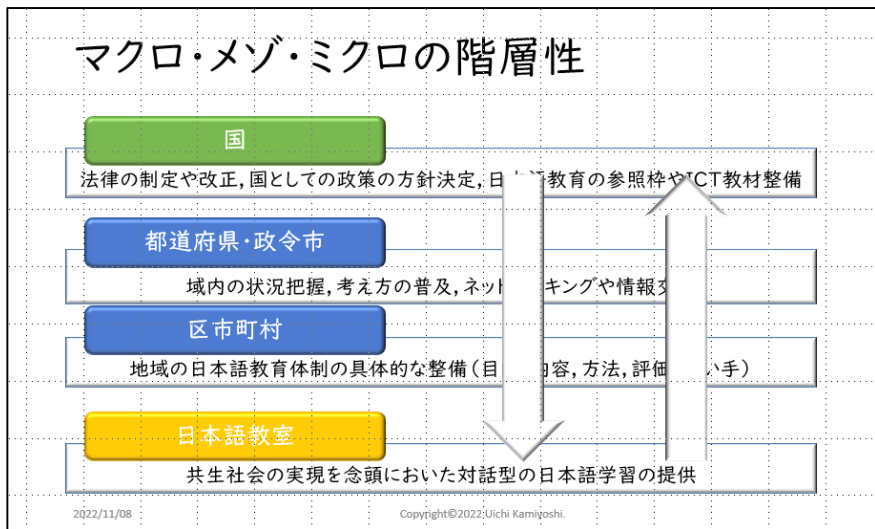 マクロ・メゾ・ミクロの階層性
国
法律の制定や改正,国としての政策の方針決定,日本語教育の参照枠やICT教材整備
都道府県・政令市
域内の状況把握,考え方の普及,ネットキングや情報交
区市町村
地域の日本語教育体制の具体的な整備(目 内容,方法,評価 い手)
日本語教室
共生社会の実現を念頭においた対話型の日本語学習の提供
2022/11/08
Copyright©2022 Uichi Kamiyoshi.